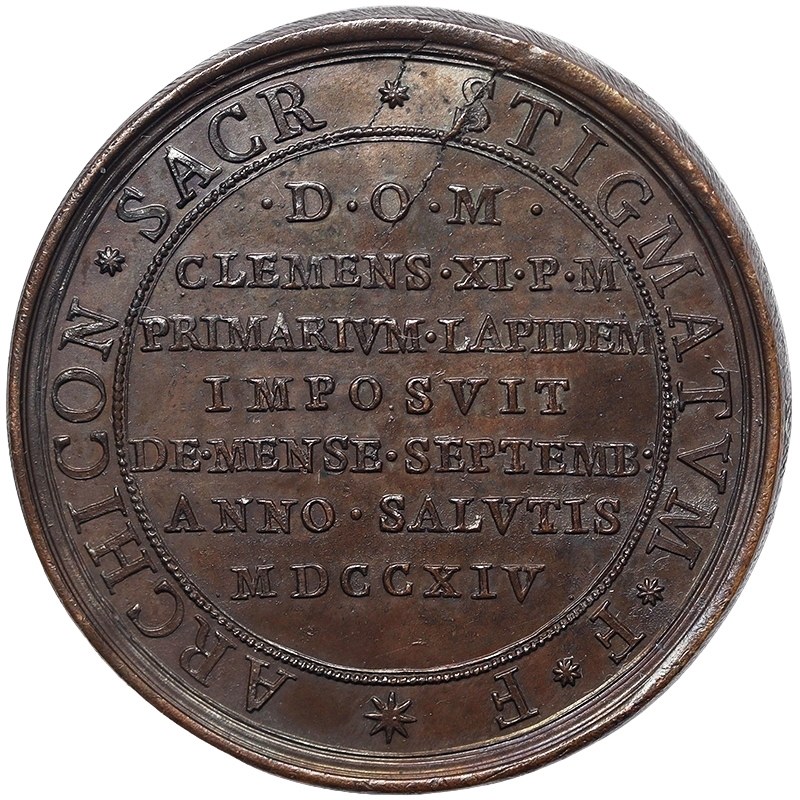 ARCHICON * SACR * STIGMATVM * F * F *
· D · O · M ·
CLEMENS · XI · P · M
PRIMARIVM · LAPIDEM
IMPOSVIT
DE · MENSE · SEPTEMB :
ANNO · SALVTIS
MDCCXIV